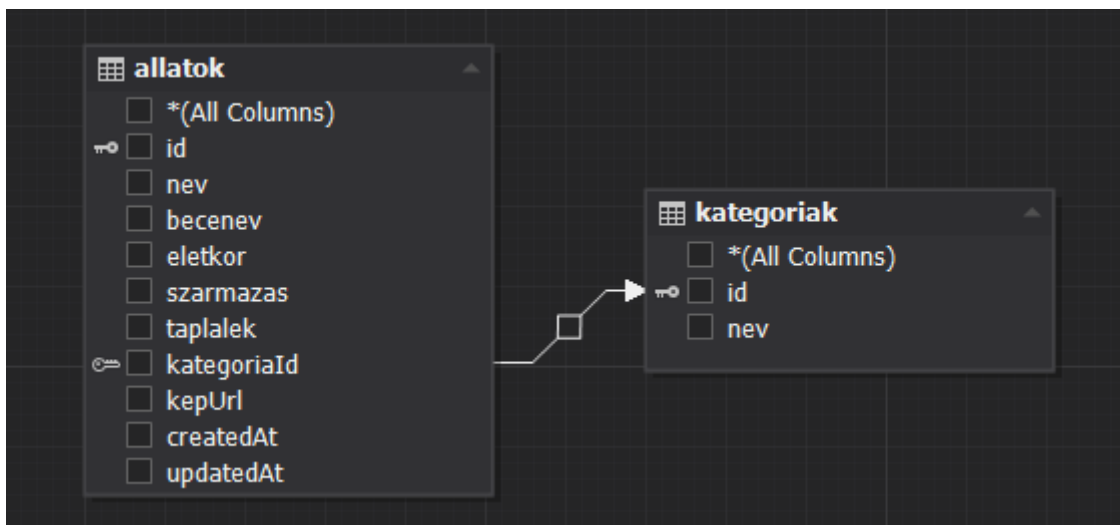 allatok
*(All Columns)
id
nev
becenev
eletkor
szarmazas
taplalek
kategoriaId
kepUrl
createdAt
updatedAt
kategoriak
*(All Columns)
id
nev